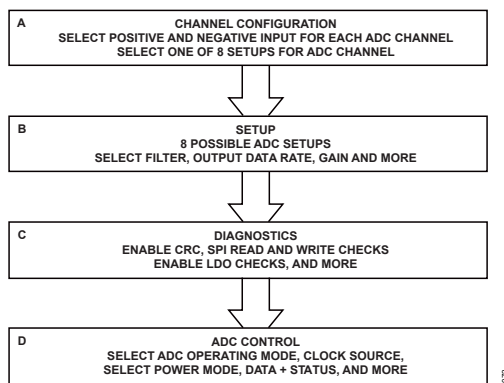 A
CHANNEL CONFIGURATION
SELECT POSITIVE AND NEGATIVE INPUT FOR EACH ADC CHANNEL
SELECT ONE OF 8 SETUPS FOR ADC CHANNEL
B
SETUP
8 POSSIBLE ADC SETUPS
SELECT FILTER, OUTPUT DATA RATE, GAIN AND MORE
C
DIAGNOSTICS
ENABLE CRC, SPI READ AND WRITE CHECKS
ENABLE LDO CHECKS, AND MORE
D
ADC CONTROL
SELECT ADC OPERATING MODE, CLOCK SOURCE,
SELECT POWER MODE, DATA + STATUS, AND MORE